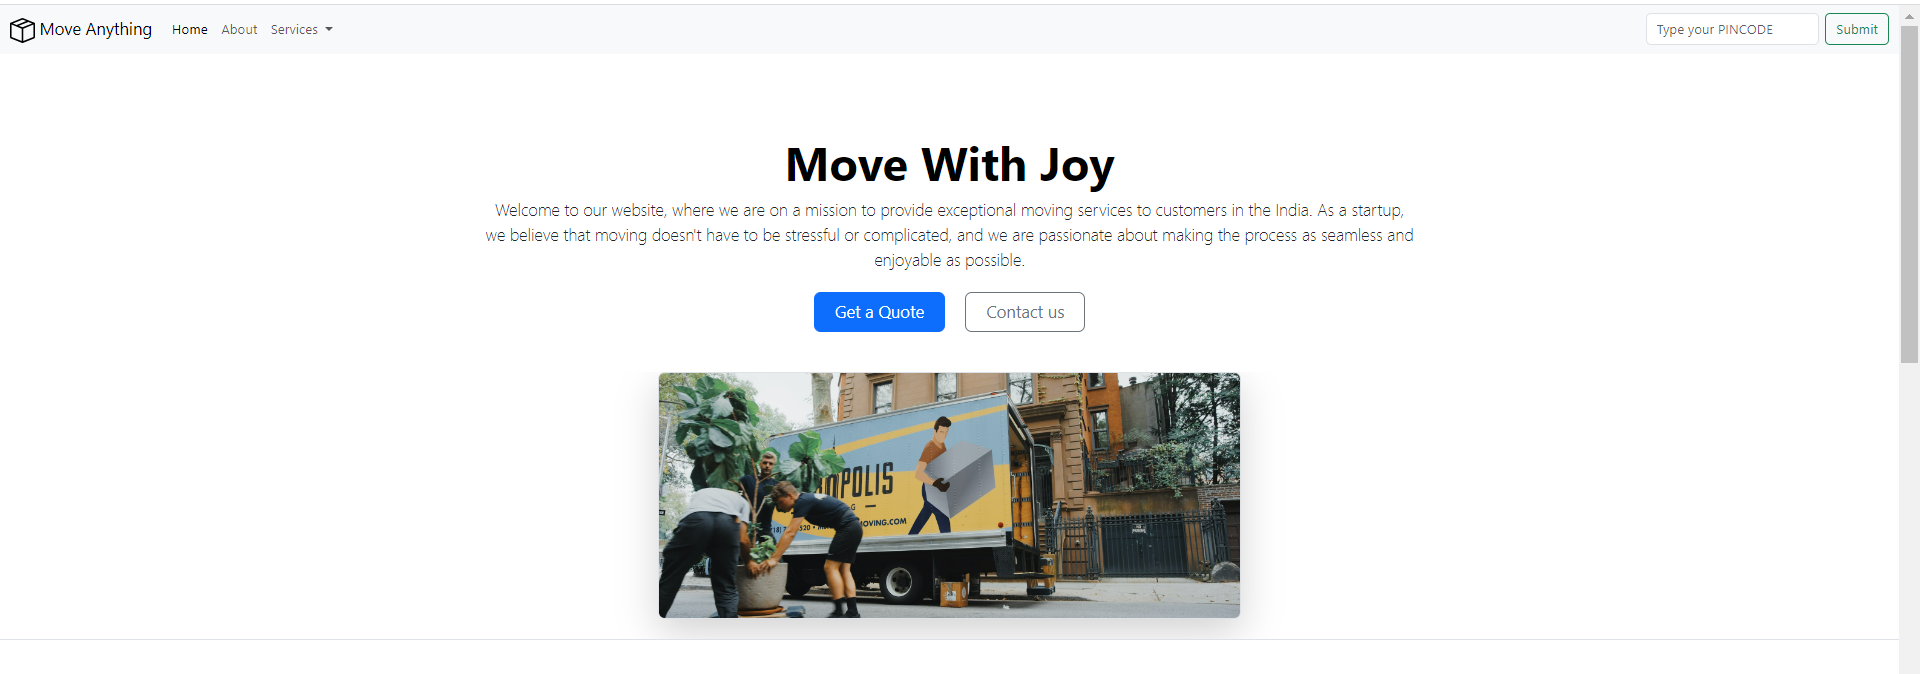 Move Anything
Home
About
Services
Type your PINCODE
Submit
Move With Joy
Welcome to our website, where we are on a mission to provide exceptional moving services to customers in the India. As a startup,
we believe that moving doesn't have to be stressful or complicated, and we are passionate about making the process as seamless and
enjoyable as possible.
Get a Quote
Contact us
POLIS
MOVING.COM